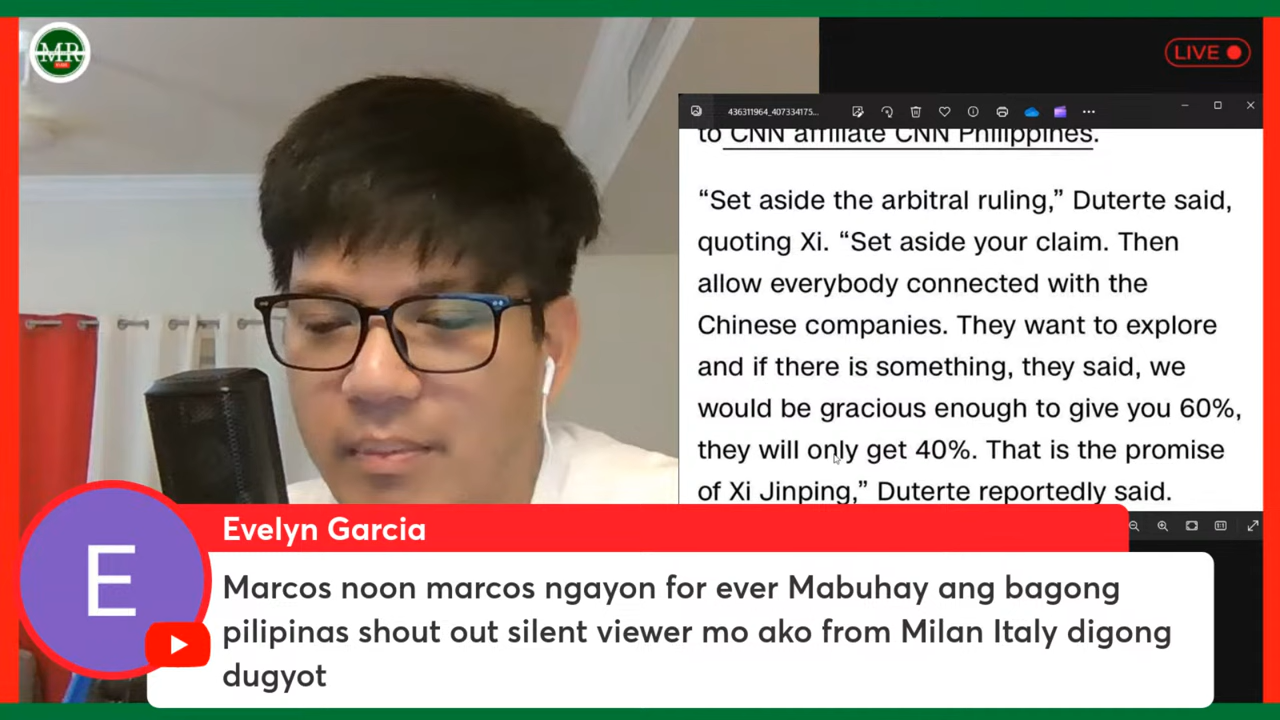 MR
LIVE
436311964_407334175...
to CNN affiliate CNN Philippines.
“Set aside the arbitral ruling,” Duterte said,
quoting Xi. “Set aside your claim. Then
allow everybody connected with the
Chinese companies. They want to explore
and if there is something, they said, we
would be gracious enough to give you 60%,
they will only get 40%. That is the promise
of Xi Jinping,” Duterte reportedly said.
E
Evelyn Garcia
Marcos noon marcos ngayon for ever Mabuhay ang bagong
pilipinas shout out silent viewer mo ako from Milan Italy digong
dugyot